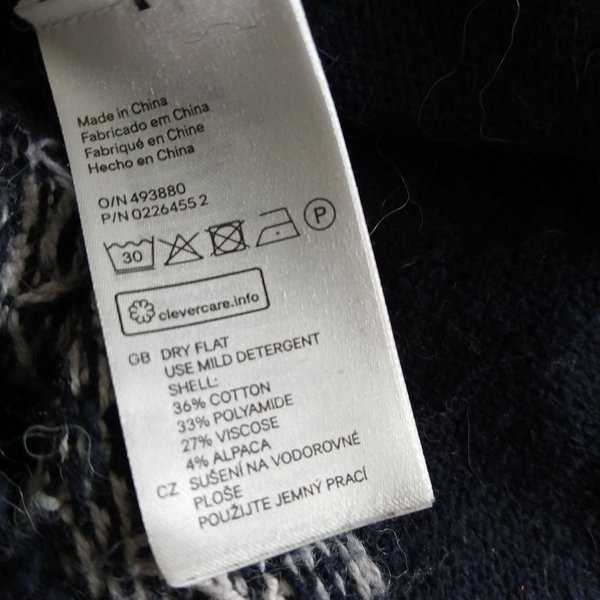 Made in China
Fabricado em China
Fabriqué en Chine
Hecho en China
O/N 493880
P/N 0226455 2
30 P
clevercare.info
GB DRY FLAT
USE MILD DETERGENT
SHELL:
36% COTTON
33% POLYAMIDE
27% VISCOSE
4% ALPACA
CZ SUŠENÍ NA VODOROVNÉ
PLOŠE
POUŽIJTE JEMNÝ PRACÍ